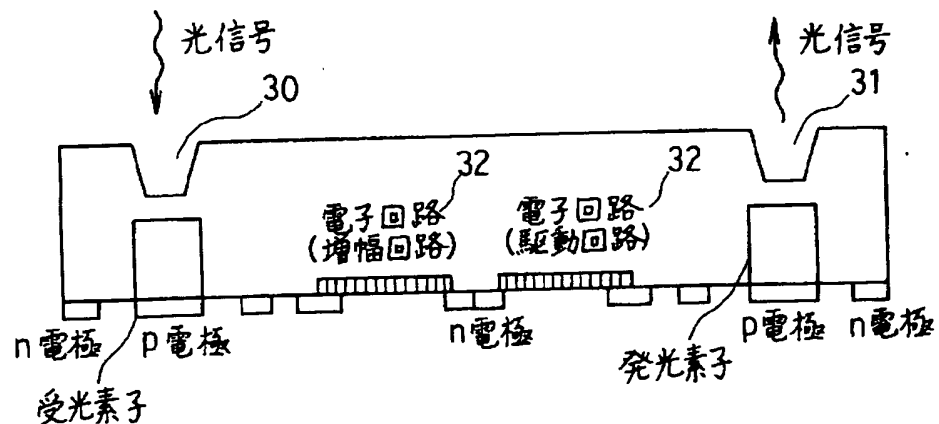 光信号
光信号
30
31
32
32
電子回路
(増幅回路)
電子回路
(駆動回路)
n電極
p電極
n電極
p電極
n電極
受光素子
発光素子